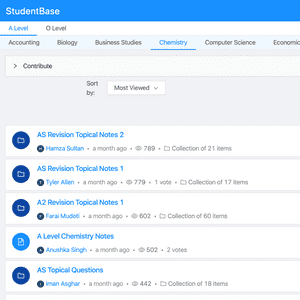 StudentBase
A Level O Level
Accounting Biology Business Studies Chemistry Computer Science Economic
Contribute
Sort
by:
Most Viewed
AS Revision Topical Notes 2
Hamza Sultan • a month ago • 789 • Collection of 21 items
AS Revision Topical Notes 1
Tyler Allen • a month ago • 779 • 1 vote • Collection of 17 items
A2 Revision Topical Notes 1
Farai Mudeti • a month ago • 602 • Collection of 60 items
A Level Chemistry Notes
Anushka Singh • a month ago • 502 • 2 votes
AS Topical Questions
Iman Asghar • a month ago • 442 • Collection of 18 items